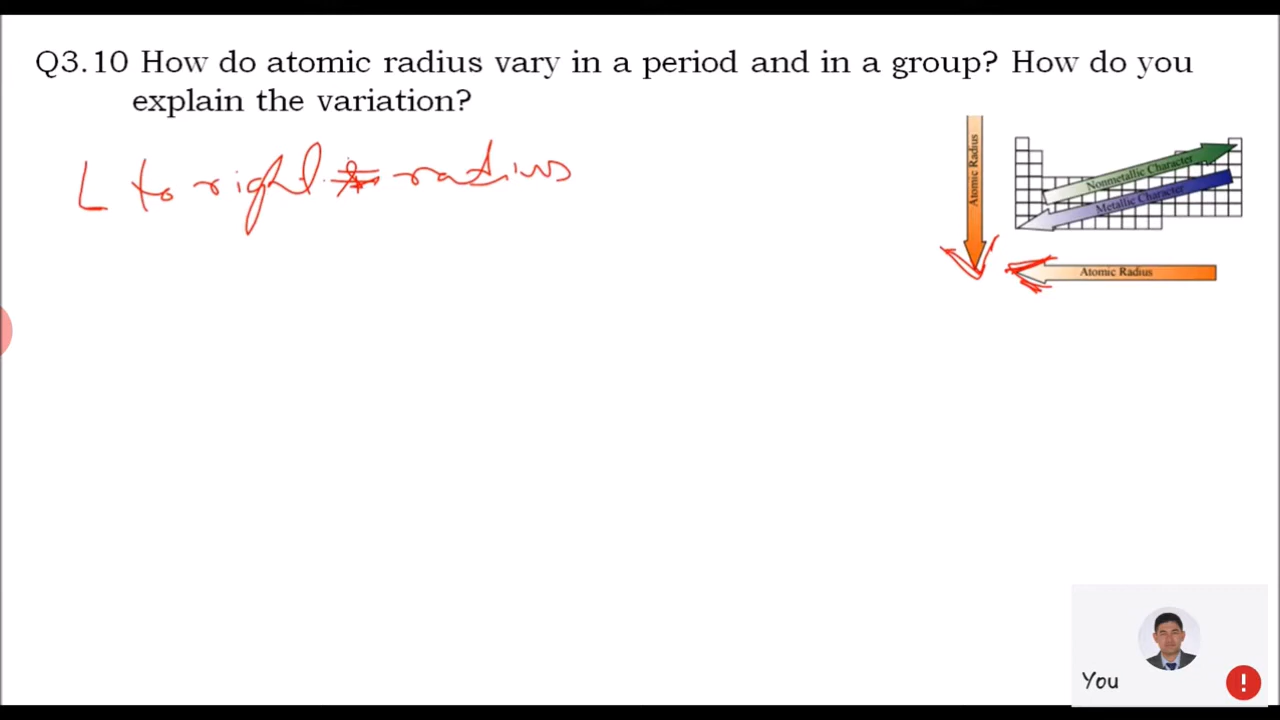 Q3.10 How do atomic radius vary in a period and in a group? How do you
explain the variation?
L to right radius
Atomic Radius
Nonmetallic Character
Metallic Character
Atomic Radius
You
!